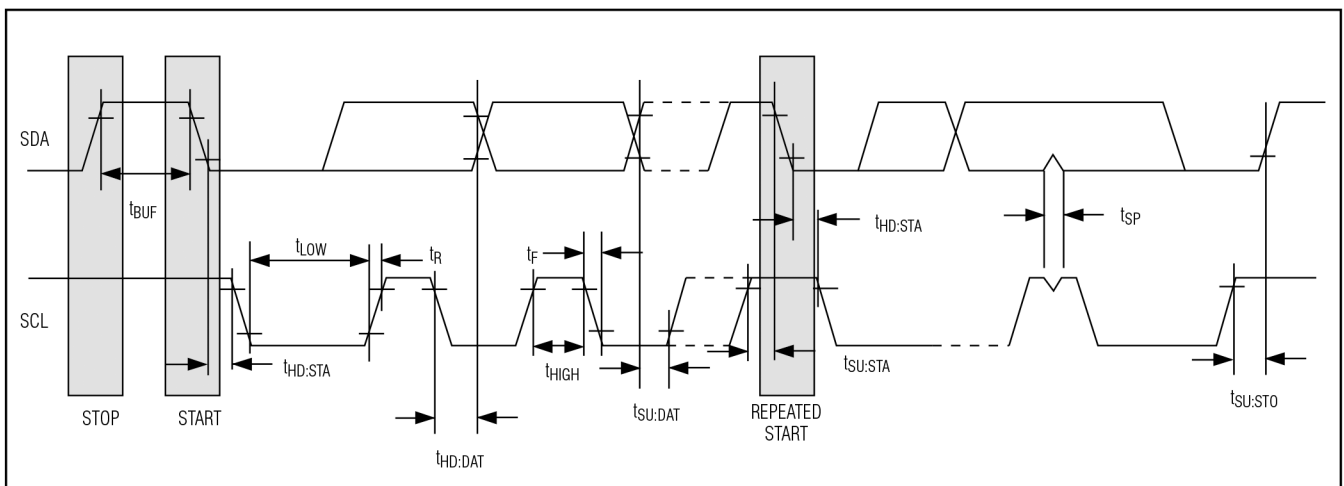 SDA
tBUF
tLOW
tR
tF
tHD:STA
tSP
SCL
tHD:STA
tHIGH
tSU:STA
tSU:DAT
tSU:STO
STOP
START
REPEATED
START
tHD:DAT